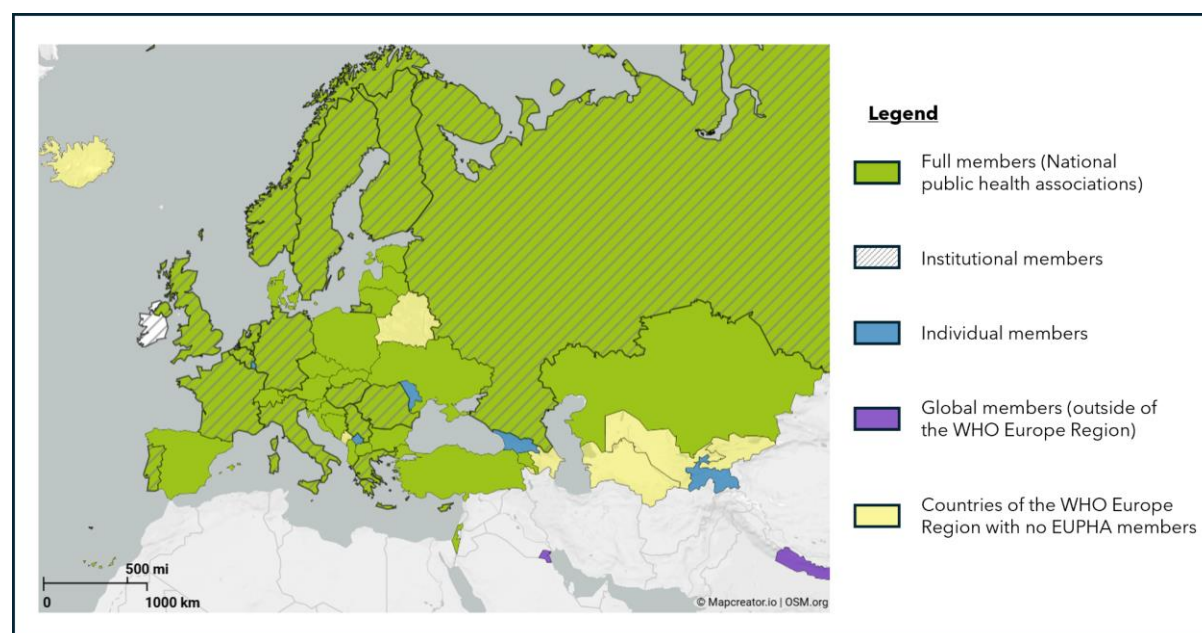 Legend
Full members (National
public health associations)
Institutional members
Individual members
Global members (outside of
the WHO Europe Region)
Countries of the WHO Europe
Region with no EUPHA members
500 mi
0 1000 km
© Mapcreator.io | OSM.org